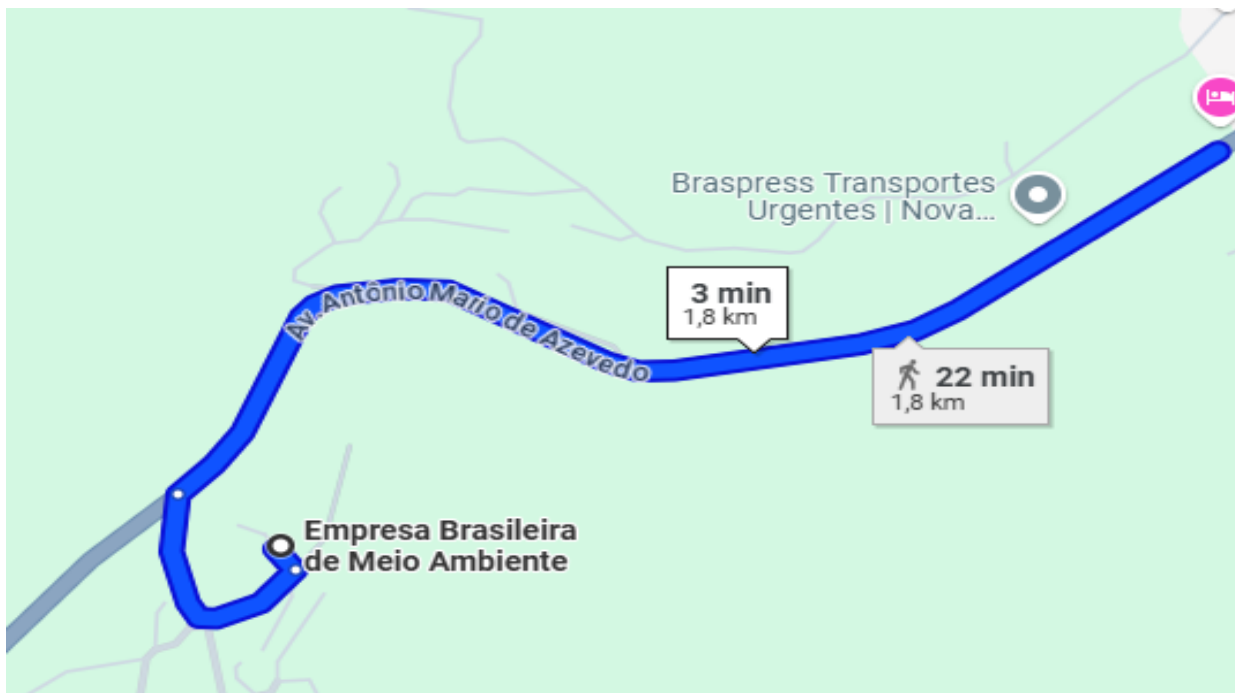 Braspress Transportes
Urgentes | Nova...
3 min
1,8 km
Av. Antônio Mario de Azevedo
22 min
1,8 km
Empresa Brasileira
de Meio Ambiente